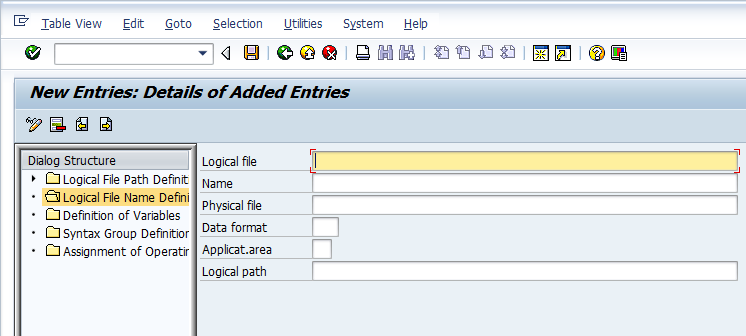 Table View Edit Goto Selection Utilities System Help
New Entries: Details of Added Entries
Dialog Structure
Logical File Path Definit
Logical File Name Defini
Definition of Variables
Syntax Group Definition
Assignment of Operatin
Logical file
Name
Physical file
Data format
Applicat.area
Logical path